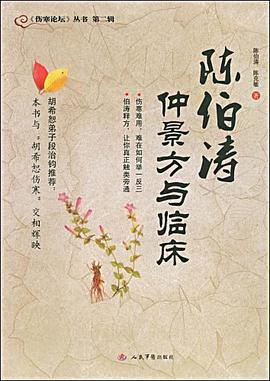 《伤寒论坛》丛书 第二辑
陈伯涛 陈克敏 著
陈伯涛
仲景方与临床
●伤寒难用，难在如何举一反三
●伯涛释方，让你真正触类旁通
胡希恕弟子段治钧推荐：
本书与“胡希恕伤寒”交相辉映
人民军医出版社